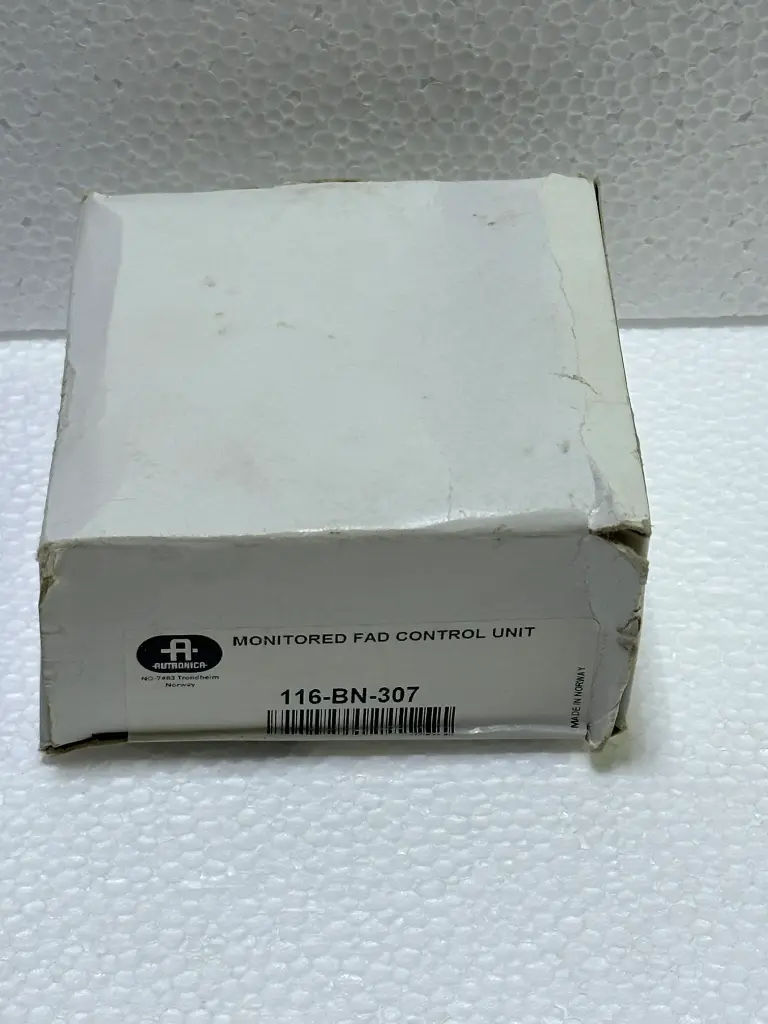 A
AUTRONICA
NO-7483 Trondheim
Norway
MONITORED FAD CONTROL UNIT
116-BN-307
MADE IN NORWAY